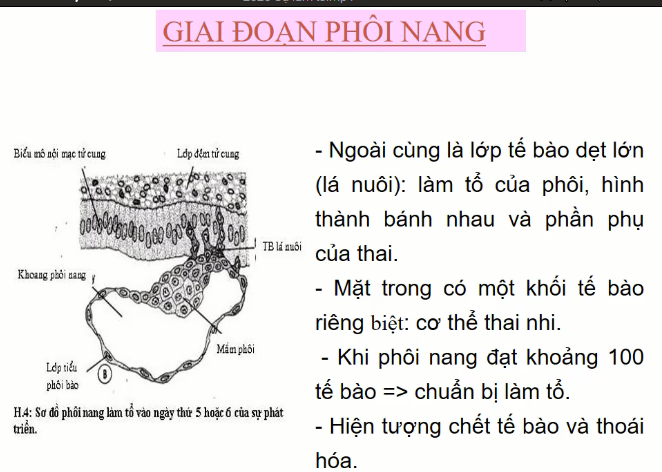 GIAI ĐOẠN PHÔI NANG
Biểu mô nội mạc tử cung
Lớp đệm tử cung
TB lá nuôi
Khoang phôi nang
Mầm phôi
Lớp tiểu
phôi bào
B
H.4: Sơ đồ phôi nang làm tổ vào ngày thứ 5 hoặc 6 của sự phát
triển.
- Ngoài cùng là lớp tế bào dẹt lớn
(lá nuôi): làm tổ của phôi, hình
thành bánh nhau và phần phụ
của thai.
- Mặt trong có một khối tế bào
riêng biệt: cơ thể thai nhi.
- Khi phôi nang đạt khoảng 100
tế bào => chuẩn bị làm tổ.
- Hiện tượng chết tế bào và thoái
hóa.